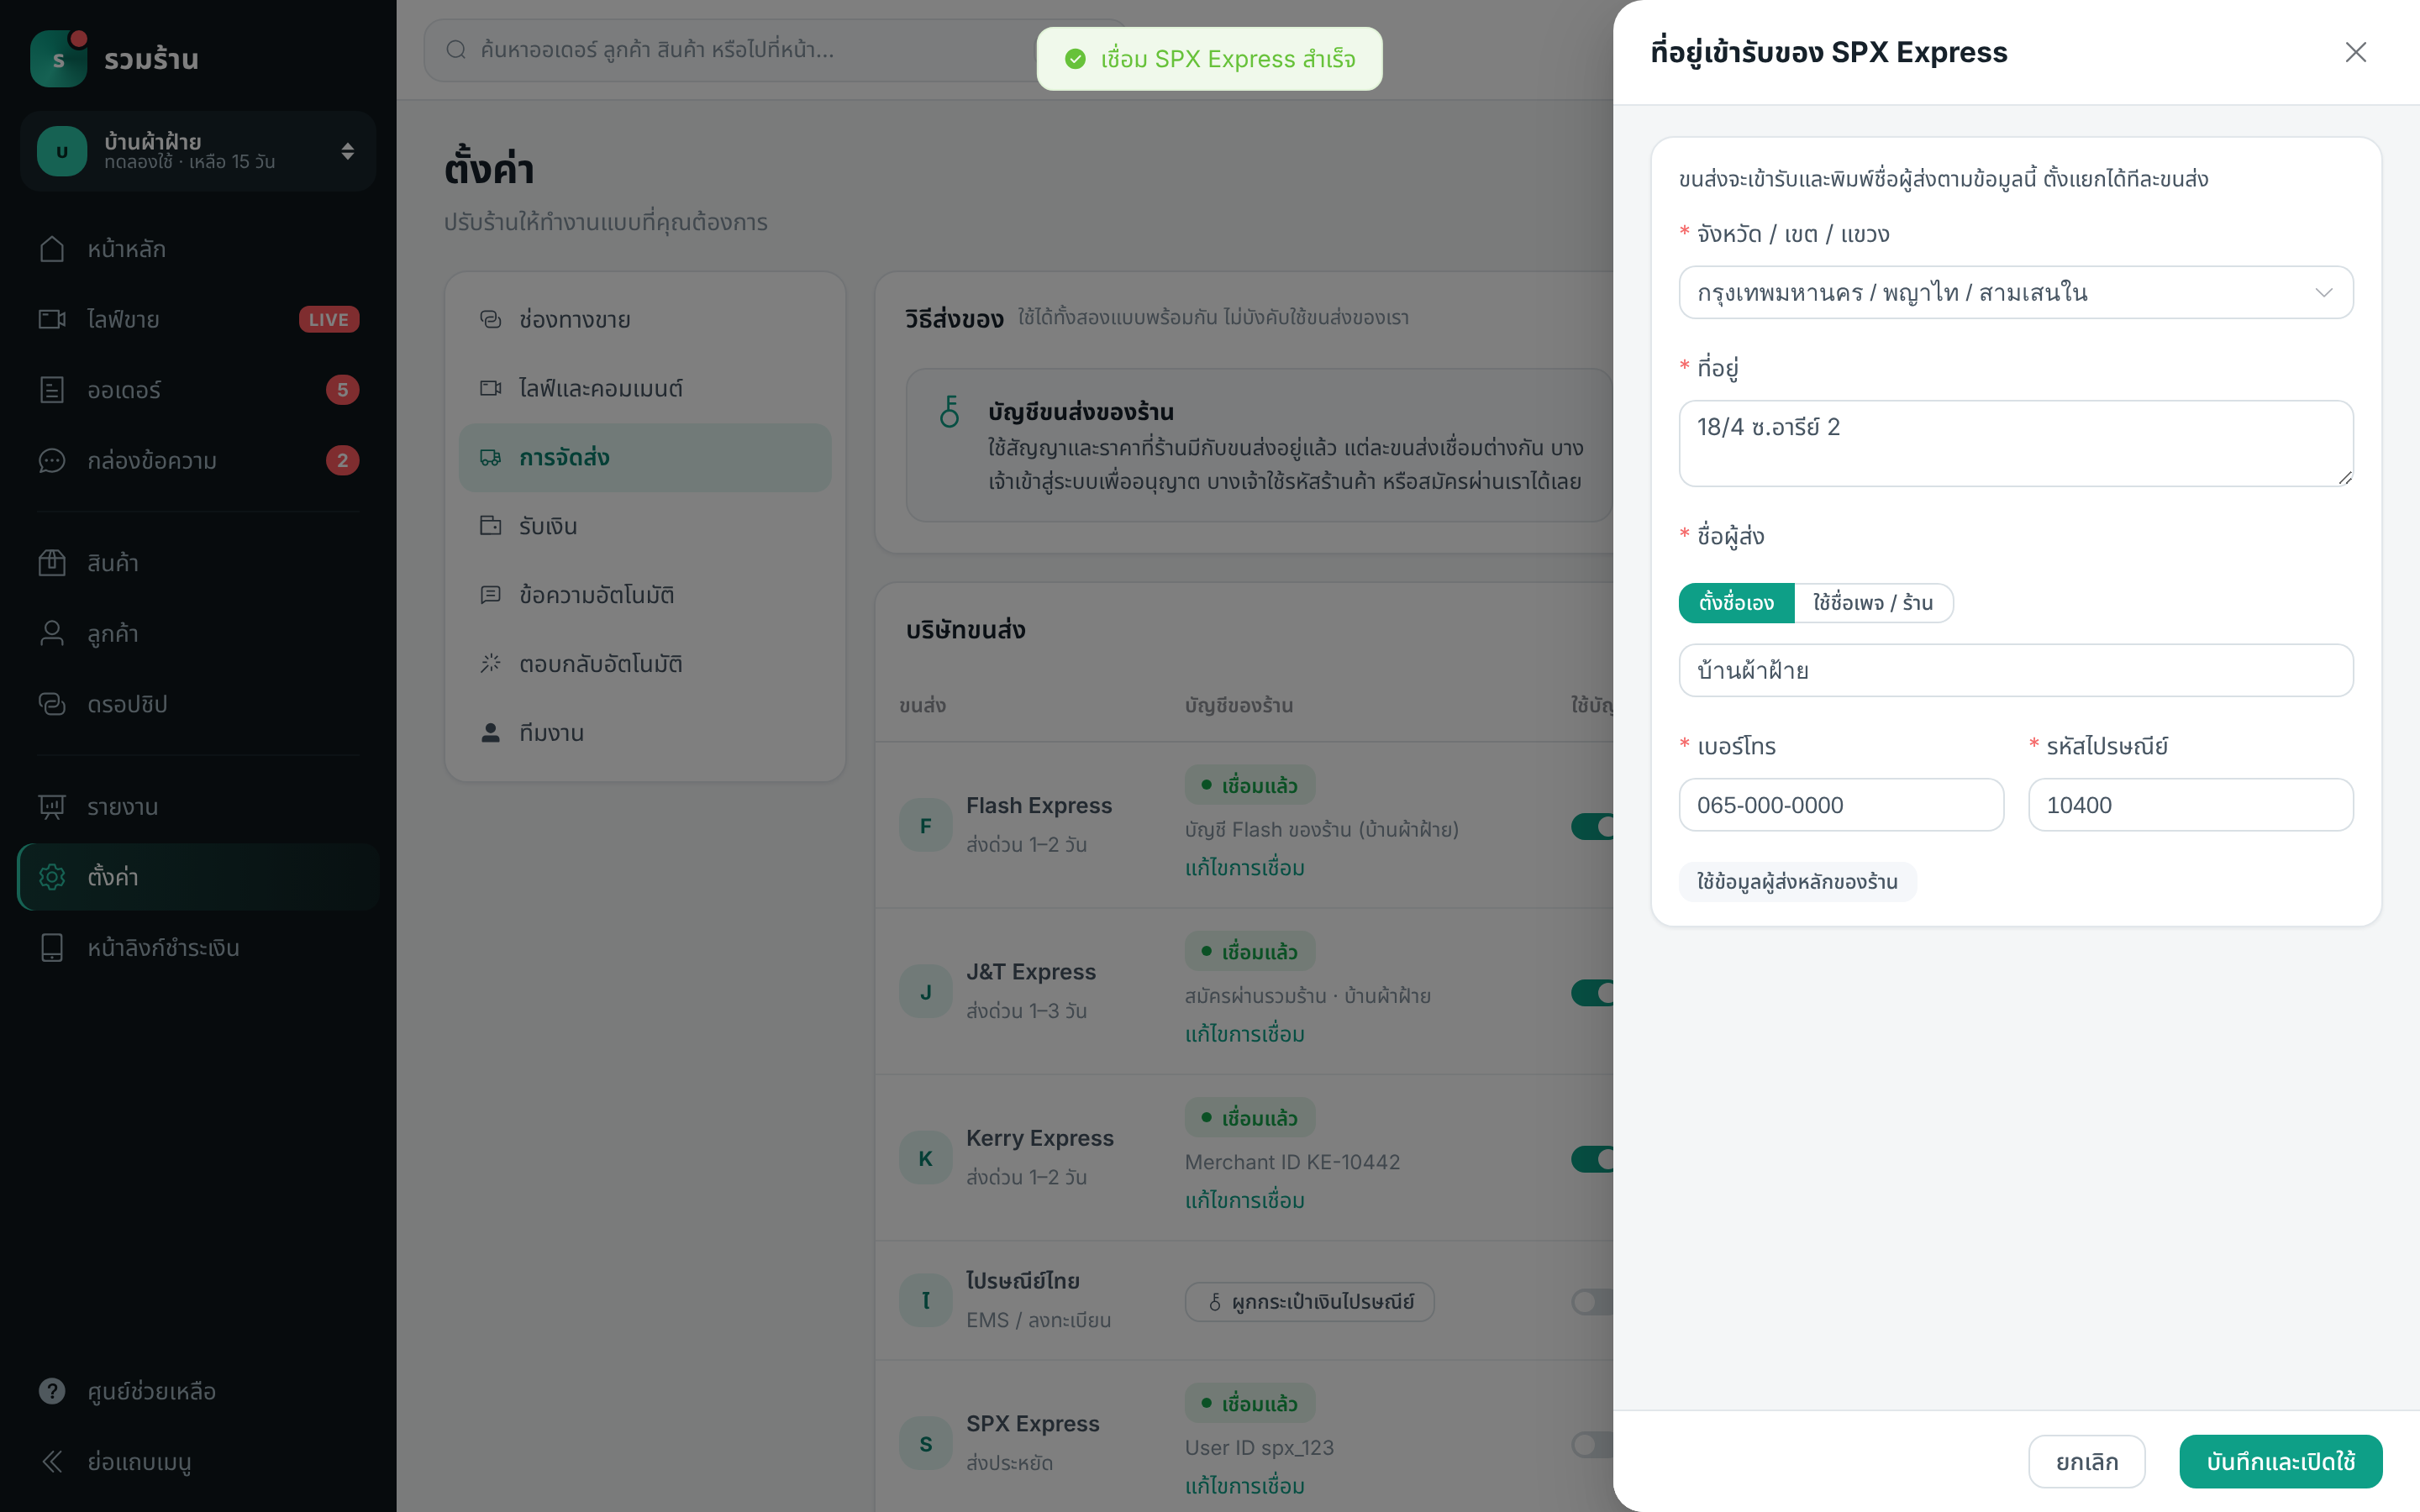 s
รวมร้าน
บ
บ้านผ้าฝ้าย
ทดลองใช้ · เหลือ 15 วัน
หน้าหลัก
ไลฟ์ขาย
LIVE
ออเดอร์
5
กล่องข้อความ
2
สินค้า
ลูกค้า
ดรอปชิป
รายงาน
ตั้งค่า
หน้าลิงก์ชำระเงิน
ศูนย์ช่วยเหลือ
ย่อแถบเมนู
ค้นหาออเดอร์ ลูกค้า สินค้า หรือไปที่หน้า...
เชื่อม SPX Express สำเร็จ
ตั้งค่า
ปรับร้านให้ทำงานแบบที่คุณต้องการ
ช่องทางขาย
ไลฟ์และคอมเมนต์
การจัดส่ง
รับเงิน
ข้อความอัตโนมัติ
ตอบกลับอัตโนมัติ
ทีมงาน
วิธีส่งของ ใช้ได้ทั้งสองแบบพร้อมกัน ไม่บังคับใช้ขนส่งของเรา
บัญชีขนส่งของร้าน
ใช้สัญญาและราคาที่ร้านมีกับขนส่งอยู่แล้ว แต่ละขนส่งเชื่อมต่างกัน บาง
เจ้าเข้าสู่ระบบเพื่ออนุญาต บางเจ้าใช้รหัสร้านค้า หรือสมัครผ่านเราได้เลย
บริษัทขนส่ง
ขนส่ง
บัญชีของร้าน
F
Flash Express
ส่งด่วน 1–2 วัน
เชื่อมแล้ว
บัญชี Flash ของร้าน (บ้านผ้าฝ้าย)
แก้ไขการเชื่อม
J
J&T Express
ส่งด่วน 1–3 วัน
เชื่อมแล้ว
สมัครผ่านรวมร้าน · บ้านผ้าฝ้าย
แก้ไขการเชื่อม
K
Kerry Express
ส่งด่วน 1–2 วัน
เชื่อมแล้ว
Merchant ID KE-10442
แก้ไขการเชื่อม
ไ
ไปรษณีย์ไทย
EMS / ลงทะเบียน
ผูกกระเป๋าเงินไปรษณีย์
S
SPX Express
ส่งประหยัด
เชื่อมแล้ว
User ID spx_123
แก้ไขการเชื่อม
ที่อยู่เข้ารับของ SPX Express
ขนส่งจะเข้ารับและพิมพ์ชื่อผู้ส่งตามข้อมูลนี้ ตั้งแยกได้ทีละขนส่ง
* จังหวัด / เขต / แขวง
กรุงเทพมหานคร / พญาไท / สามเสนใน
* ที่อยู่
18/4 ซ.อารีย์ 2
* ชื่อผู้ส่ง
ตั้งชื่อเอง
ใช้ชื่อเพจ / ร้าน
บ้านผ้าฝ้าย
* เบอร์โทร
* รหัสไปรษณีย์
065-000-0000
10400
ใช้ข้อมูลผู้ส่งหลักของร้าน
ยกเลิก
บันทึกและเปิดใช้